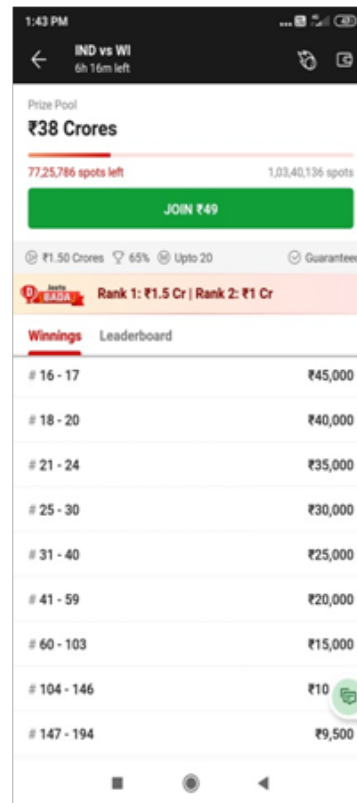 1:43 PM
IND vs WI
6h 16m left
Prize Pool
₹38 Crores
77,25,786 spots left 1,03,40,136 spots
JOIN ₹49
₹1.50 Crores 65% M Upto 20 Guaranteed
Jeeto BADA Rank 1: ₹1.5 Cr | Rank 2: ₹1 Cr
Winnings Leaderboard
# 16 - 17 ₹45,000
# 18 - 20 ₹40,000
# 21 - 24 ₹35,000
# 25 - 30 ₹30,000
# 31 - 40 ₹25,000
# 41 - 59 ₹20,000
# 60 - 103 ₹15,000
# 104 - 146 ₹10
# 147 - 194 ₹9,500